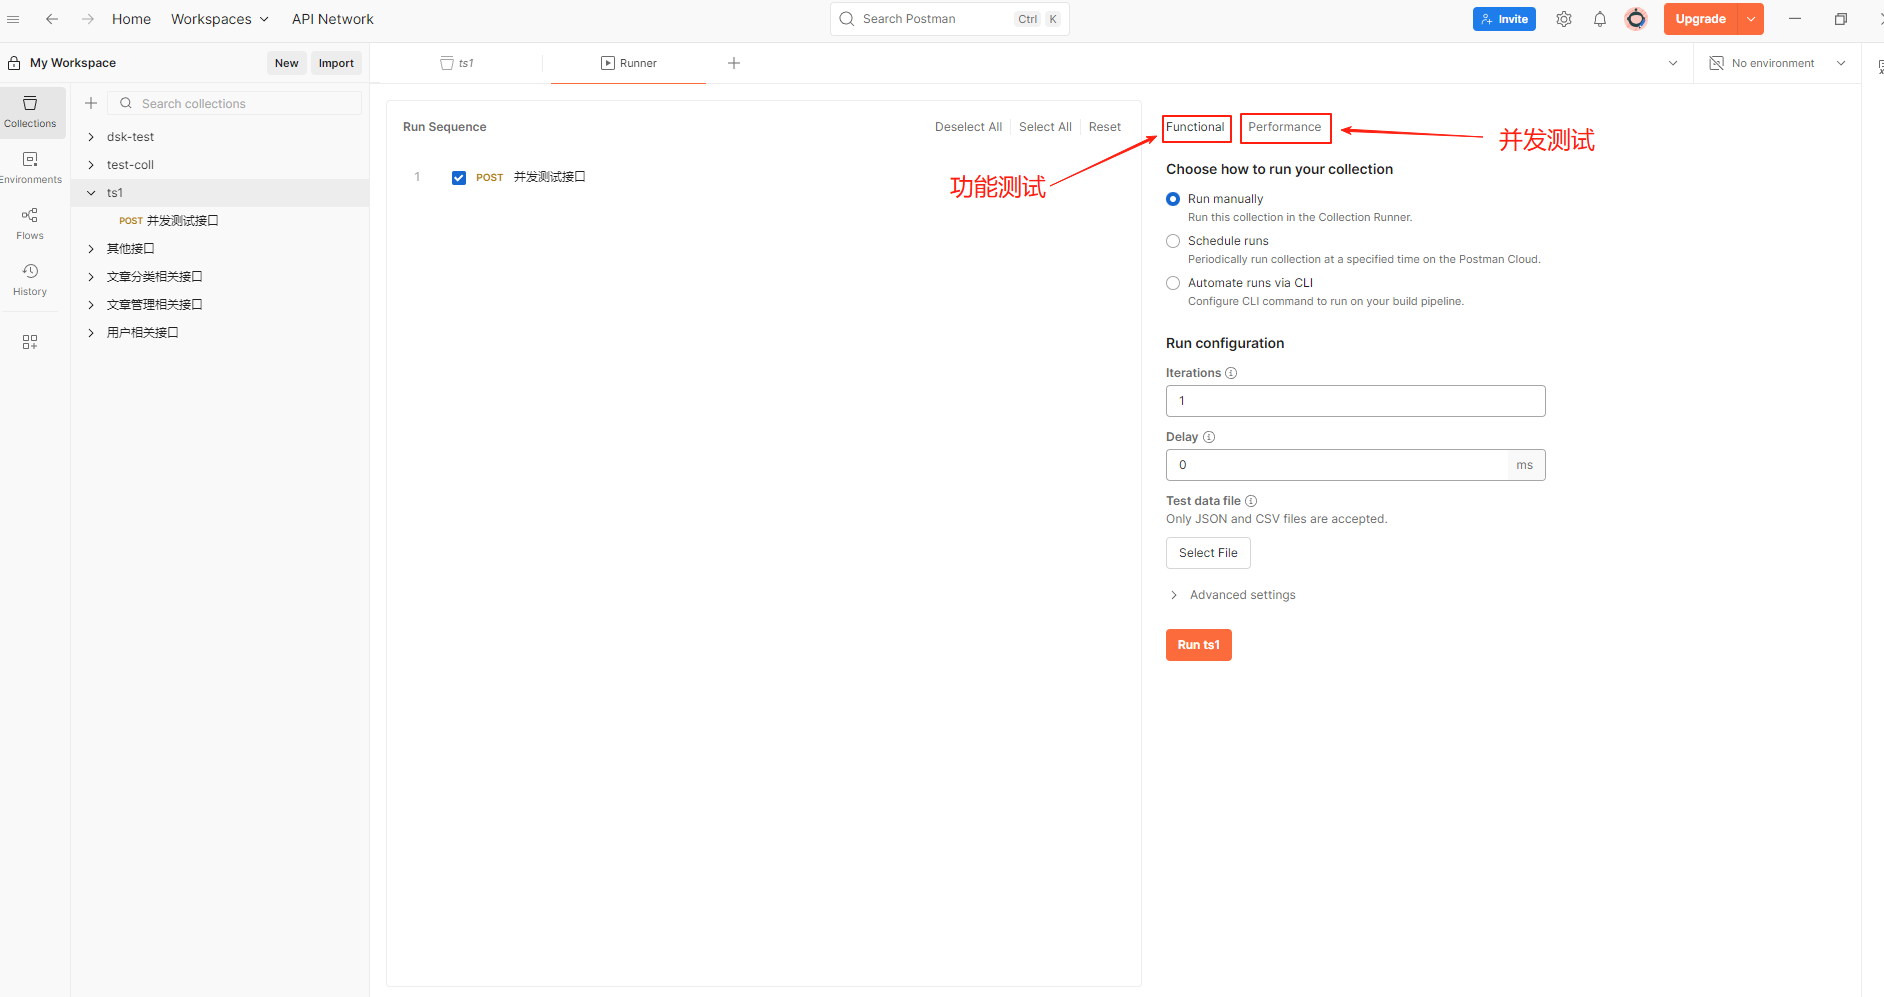 Home Workspaces API Network Search Postman Ctrl K Invite Upgrade
My Workspace New Import ts1 Runner No environment
Collections
Environments
Flows
History
Search collections
dsk-test
test-coll
ts1
POST 并发测试接口
其他接口
文章分类相关接口
文章管理相关接口
用户相关接口
Run Sequence Deselect All Select All Reset
1 POST 并发测试接口
Functional Performance
功能测试
并发测试
Choose how to run your collection
Run manually
Run this collection in the Collection Runner.
Schedule runs
Periodically run collection at a specified time on the Postman Cloud.
Automate runs via CLI
Configure CLI command to run on your build pipeline.
Run configuration
Iterations
1
Delay
0 ms
Test data file
Only JSON and CSV files are accepted.
Select File
Advanced settings
Run ts1